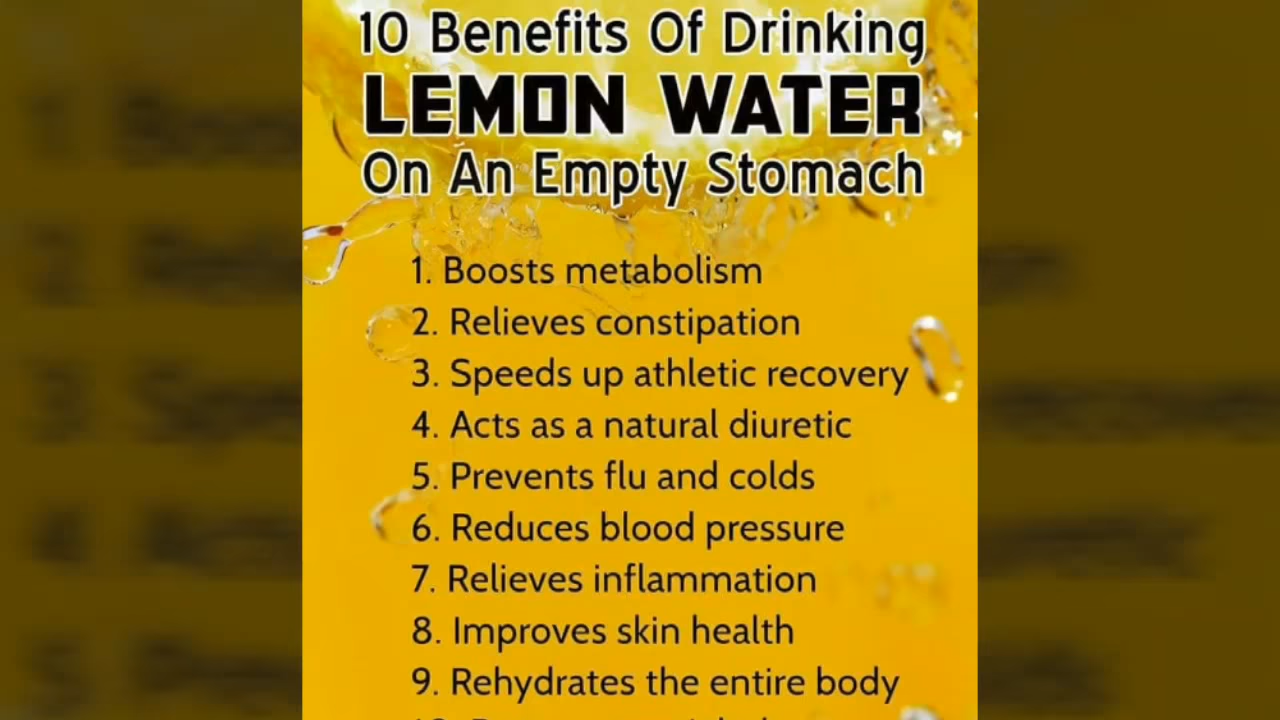 10 Benefits Of Drinking
LEMON WATER
On An Empty Stomach
1. Boosts metabolism
2. Relieves constipation
3. Speeds up athletic recovery
4. Acts as a natural diuretic
5. Prevents flu and colds
6. Reduces blood pressure
7. Relieves inflammation
8. Improves skin health
9. Rehydrates the entire body